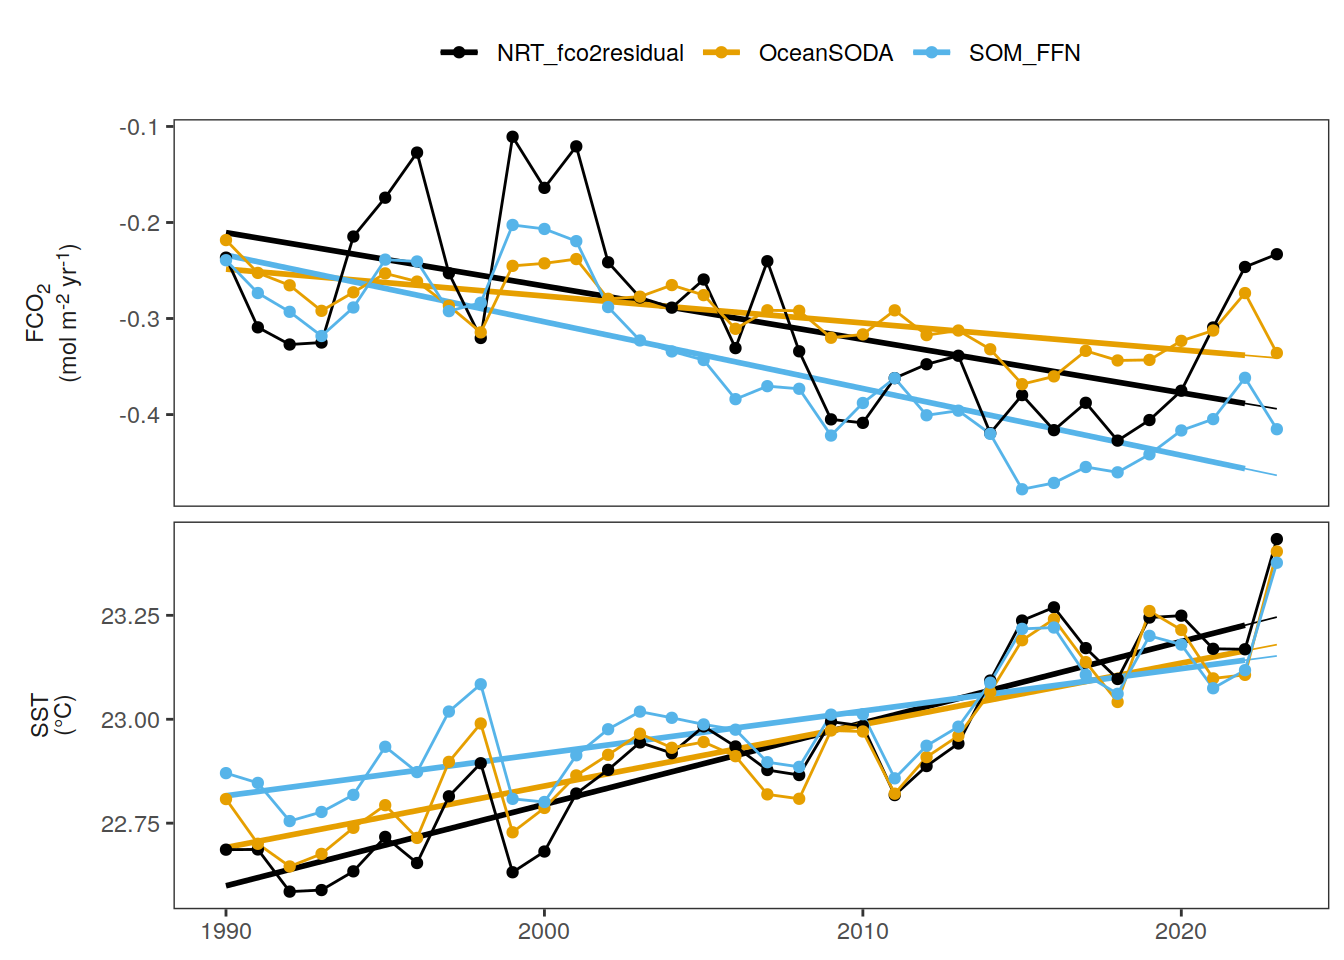 NRT_fco2residual OceanSODA SOM_FFN
-0.1
-0.2
-0.3
-0.4
FCO₂
(mol m⁻² yr⁻¹)
23.25
23.00
22.75
SST
(°C)
1990 2000 2010 2020